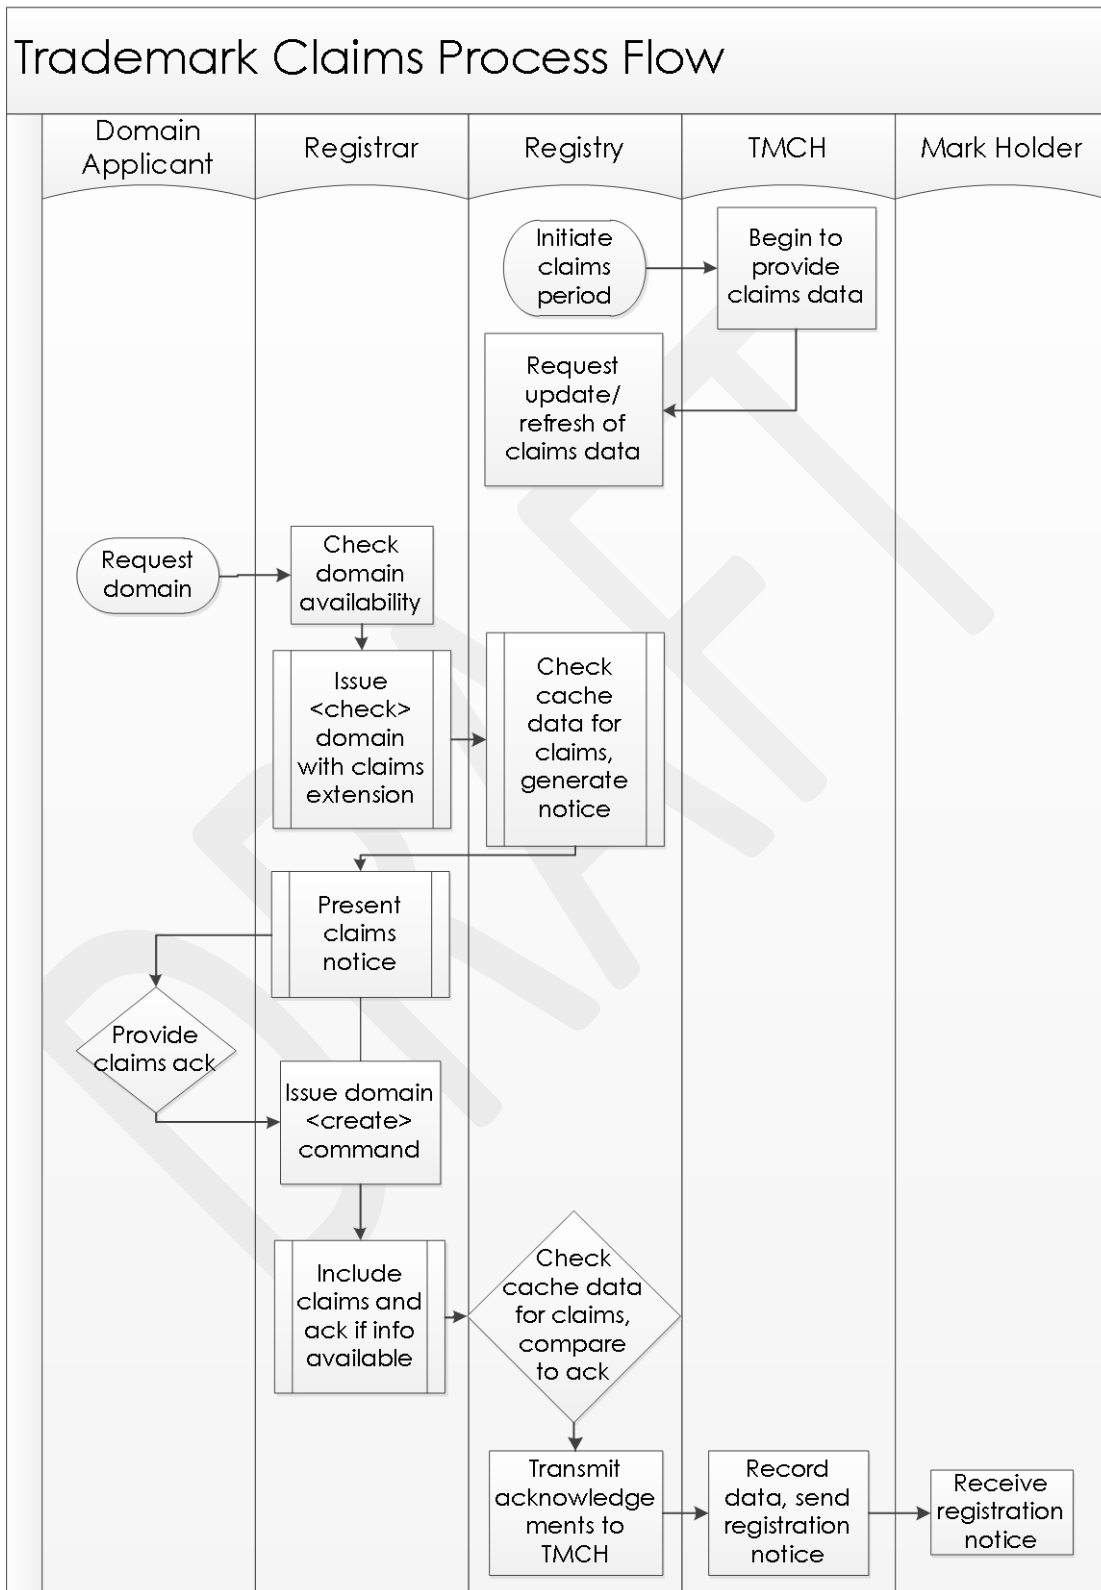 Trademark Claims Process Flow
Domain
Applicant
Registrar
Registry
TMCH
Mark Holder
Initiate
claims
period
Begin to
provide
claims data
Request
update/
refresh of
claims data
Request
domain
Check
domain
availability
Issue
<check>
domain
with claims
extension
Check
cache
data for
claims,
generate
notice
Present
claims
notice
Provide
claims ack
Issue domain
<create>
command
Include
claims and
ack if info
available
Check
cache data
for claims,
compare
to ack
Transmit
acknowledge
ments to
TMCH
Record
data, send
registration
notice
Receive
registration
notice
DRAFT